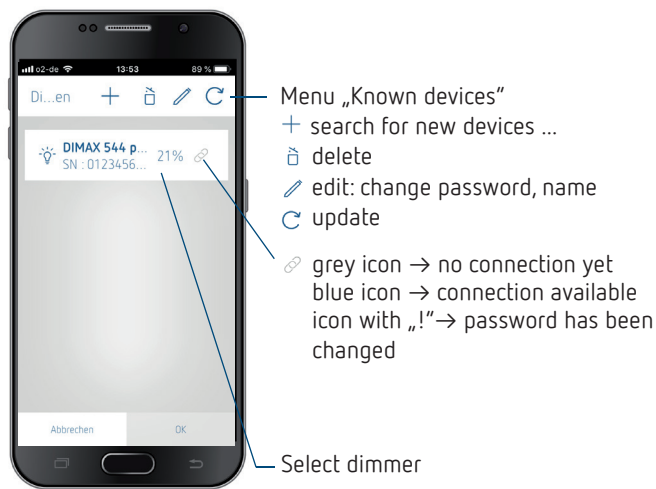 o2-de 13:53 89 %
Di...en
DIMAX 544 p...
SN : 0123456...
21%
Abbrechen OK
Menu „Known devices“
+ search for new devices ...
delete
edit: change password, name
update
grey icon → no connection yet
blue icon → connection available
icon with „!“→ password has been
changed
Select dimmer